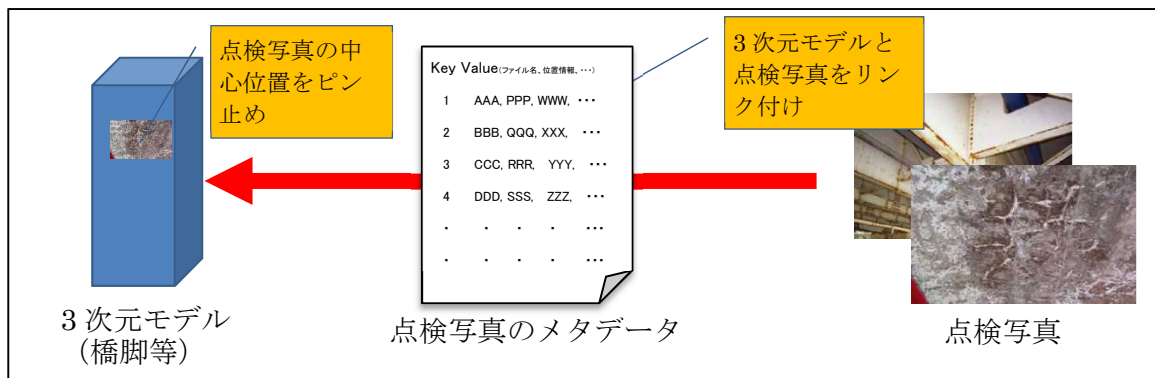 点検写真の中
心位置をピン
止め
Key Value(ファイル名、位置情報、・・・)
1 AAA, PPP, WWW, ・・・
2 BBB, QQQ, XXX, ・・・
3 CCC, RRR, YYY, ・・・
4 DDD, SSS, ZZZ, ・・・
・ ・ ・ ・ ・・・
・ ・ ・ ・ ・・・
3次元モデルと
点検写真をリン
ク付け
3次元モデル
(橋脚等)
点検写真のメタデータ
点検写真